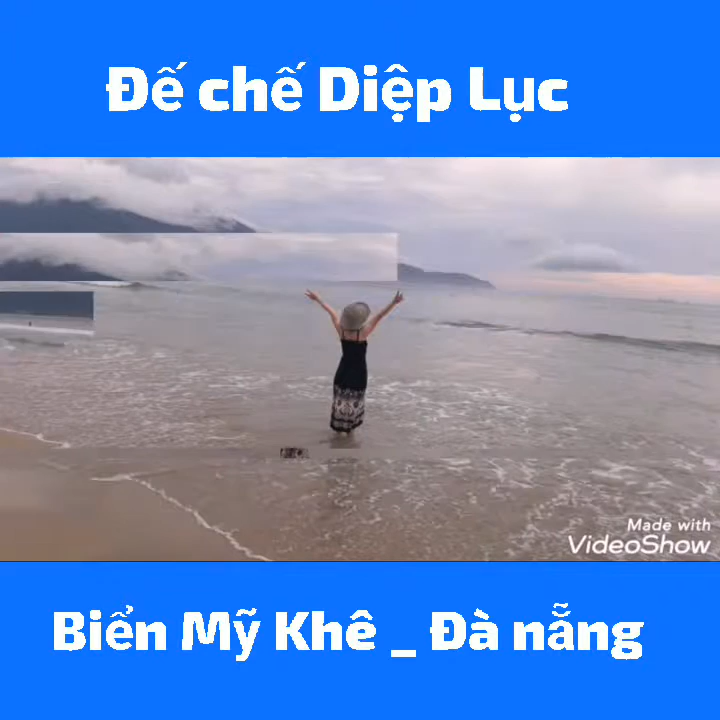 Đế chế Diệp Lục
Made with
VideoShow
Biển Mỹ Khê _ Đà nẵng